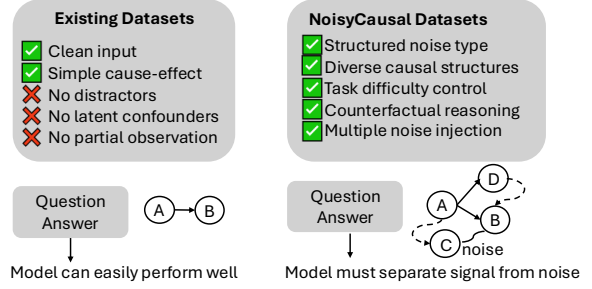 Existing Datasets
Clean input
Simple cause-effect
No distractors
No latent confounders
No partial observation
Question
Answer
A
B
Model can easily perform well
NoisyCausal Datasets
Structured noise type
Diverse causal structures
Task difficulty control
Counterfactual reasoning
Multiple noise injection
Question
Answer
D
A
B
C
noise
Model must separate signal from noise